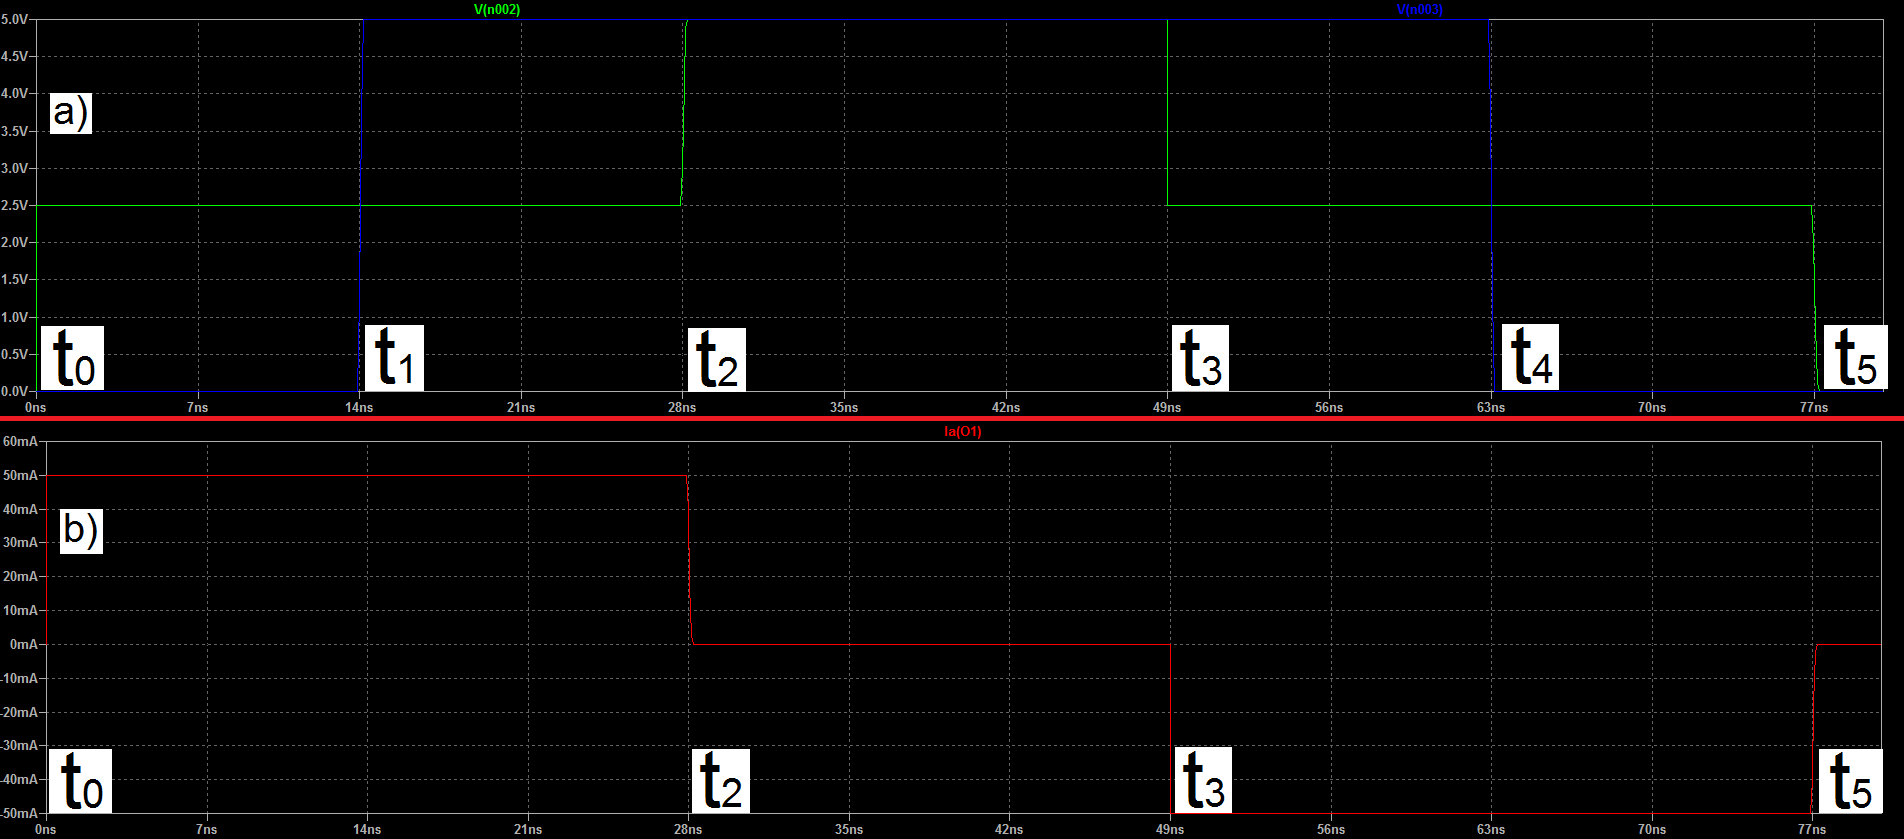 V(n002) V(n003)
5.0V
4.5V
4.0V
a)
3.5V
3.0V
2.5V
2.0V
1.5V
1.0V
0.5V
t0 t1 t2 t3 t4 t5
0.0V
0ns 7ns 14ns 21ns 28ns 35ns 42ns 49ns 56ns 63ns 70ns 77ns
Ia(O1)
60mA
50mA
40mA
b)
30mA
20mA
10mA
0mA
-10mA
-20mA
-30mA
-40mA
t0 t2 t3 t5
-50mA
0ns 7ns 14ns 21ns 28ns 35ns 42ns 49ns 56ns 63ns 70ns 77ns